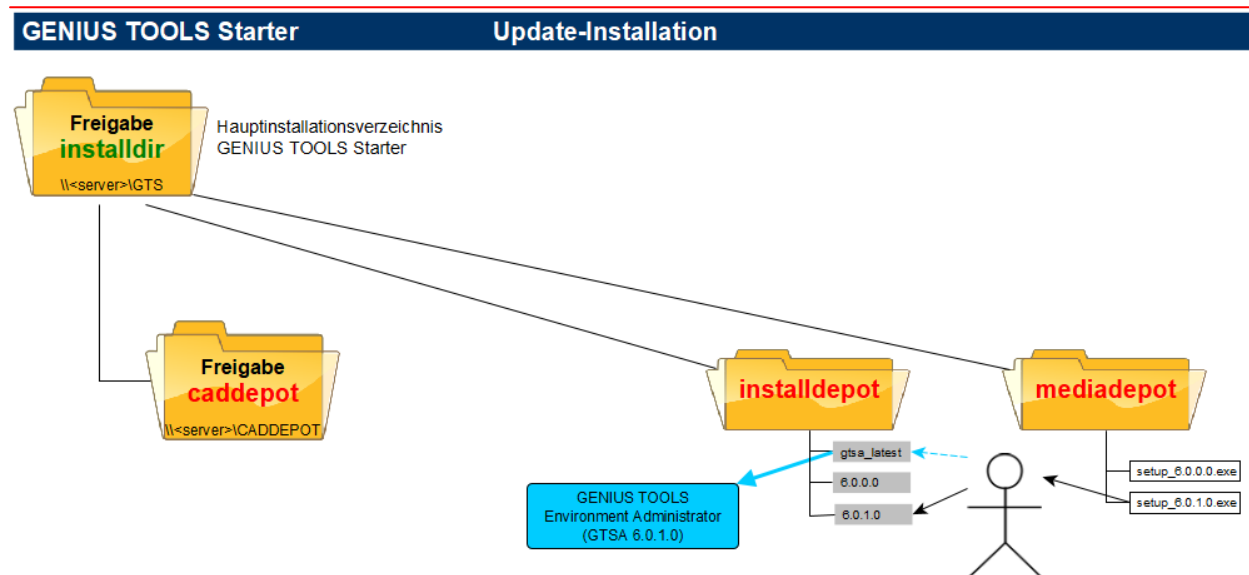 GENIUS TOOLS Starter
Update-Installation
Freigabe
installdir
\\<server>\GTS
Hauptinstallationsverzeichnis
GENIUS TOOLS Starter
Freigabe
caddepot
\\<server>\CADDEPOT
installdepot
mediadepot
gtsa_latest
6.0.0.0
6.0.1.0
setup_6.0.0.0.exe
setup_6.0.1.0.exe
GENIUS TOOLS
Environment Administrator
(GTSA 6.0.1.0)